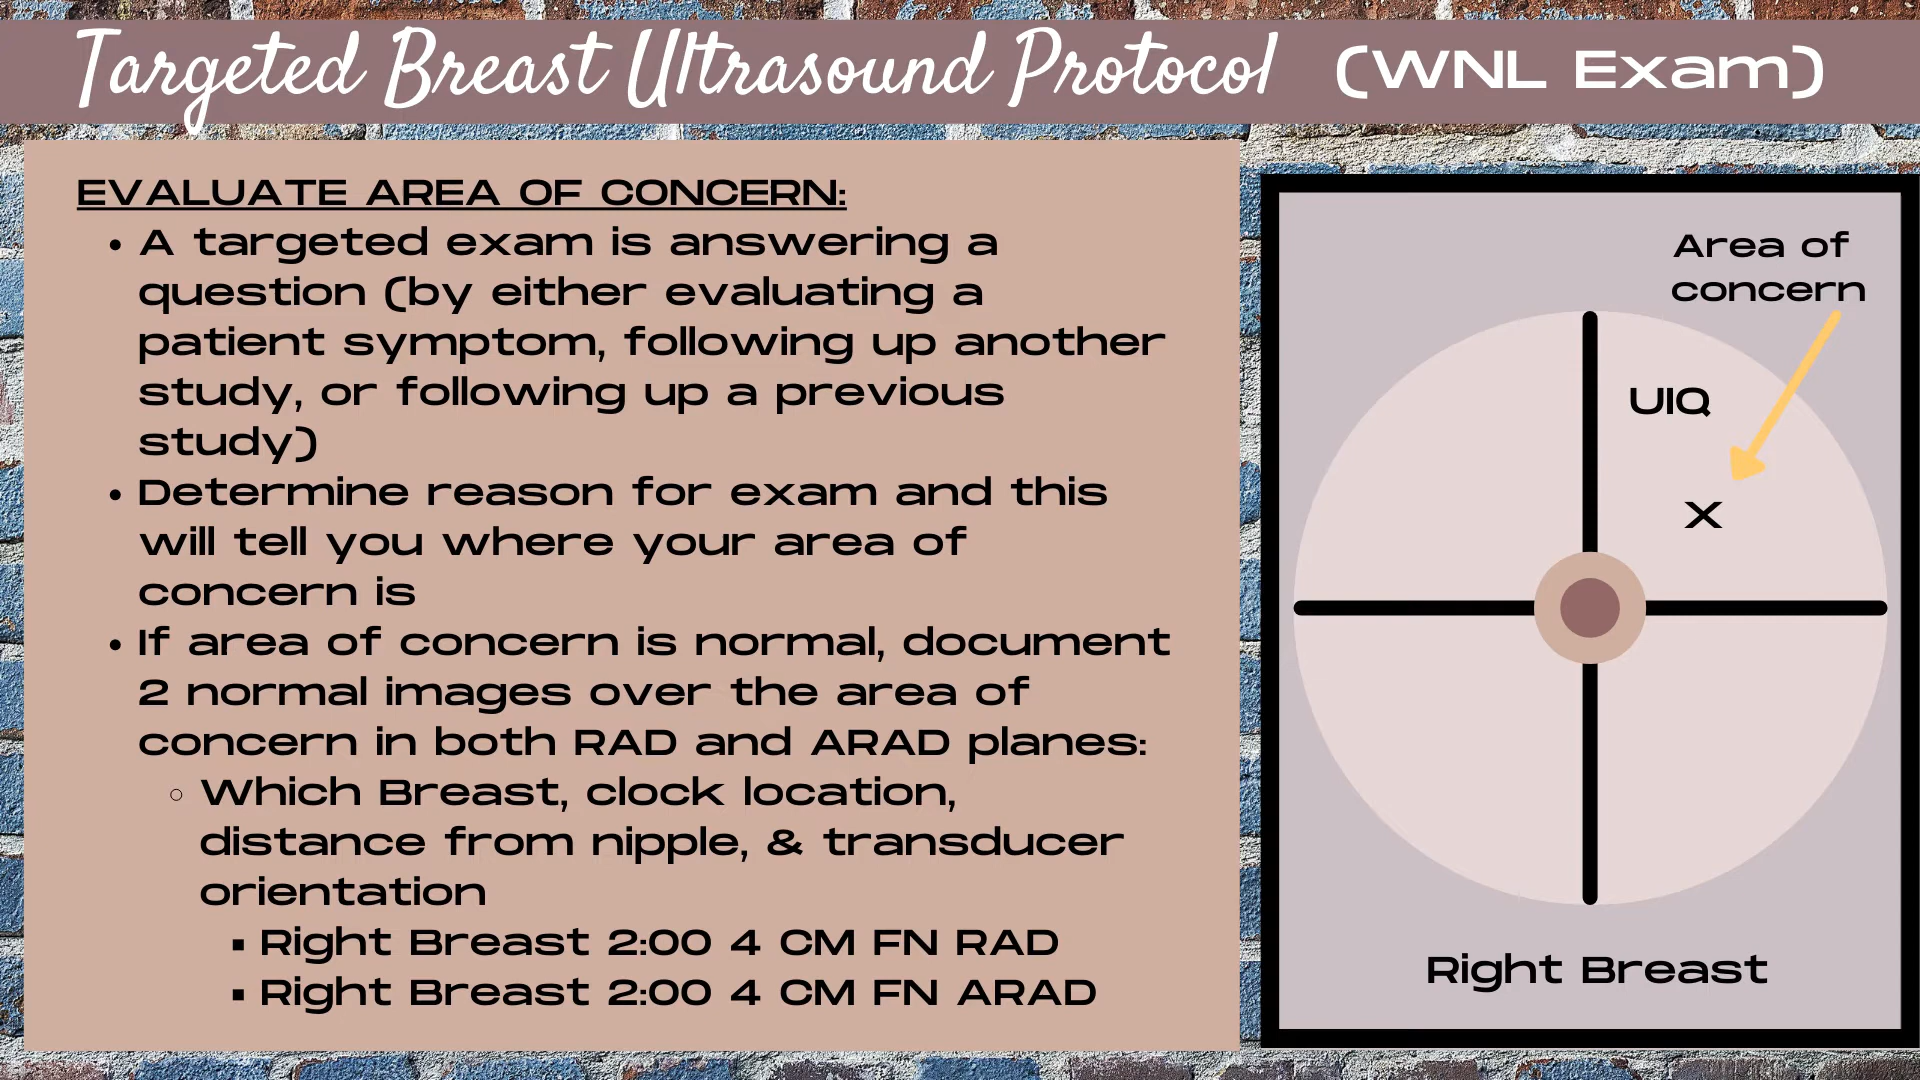 Targeted Breast Ultrasound Protocol (WNL Exam)
EVALUATE AREA OF CONCERN:
• A targeted exam is answering a
question (by either evaluating a
patient symptom, following up another
study, or following up a previous
study)
• Determine reason for exam and this
will tell you where your area of
concern is
• If area of concern is normal, document
2 normal images over the area of
concern in both RAD and ARAD planes:
◦ Which Breast, clock location,
distance from nipple, & transducer
orientation
▪ Right Breast 2:00 4 CM FN RAD
▪ Right Breast 2:00 4 CM FN ARAD
Area of
concern
UIQ
X
Right Breast